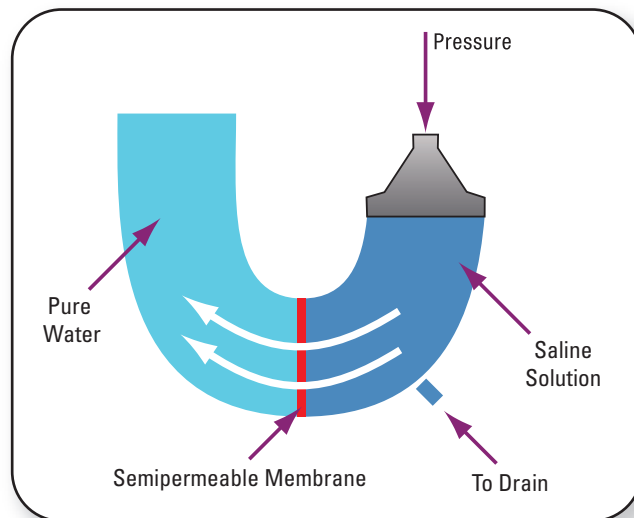 Pressure
Pure
Water
Saline
Solution
Semipermeable Membrane
To Drain